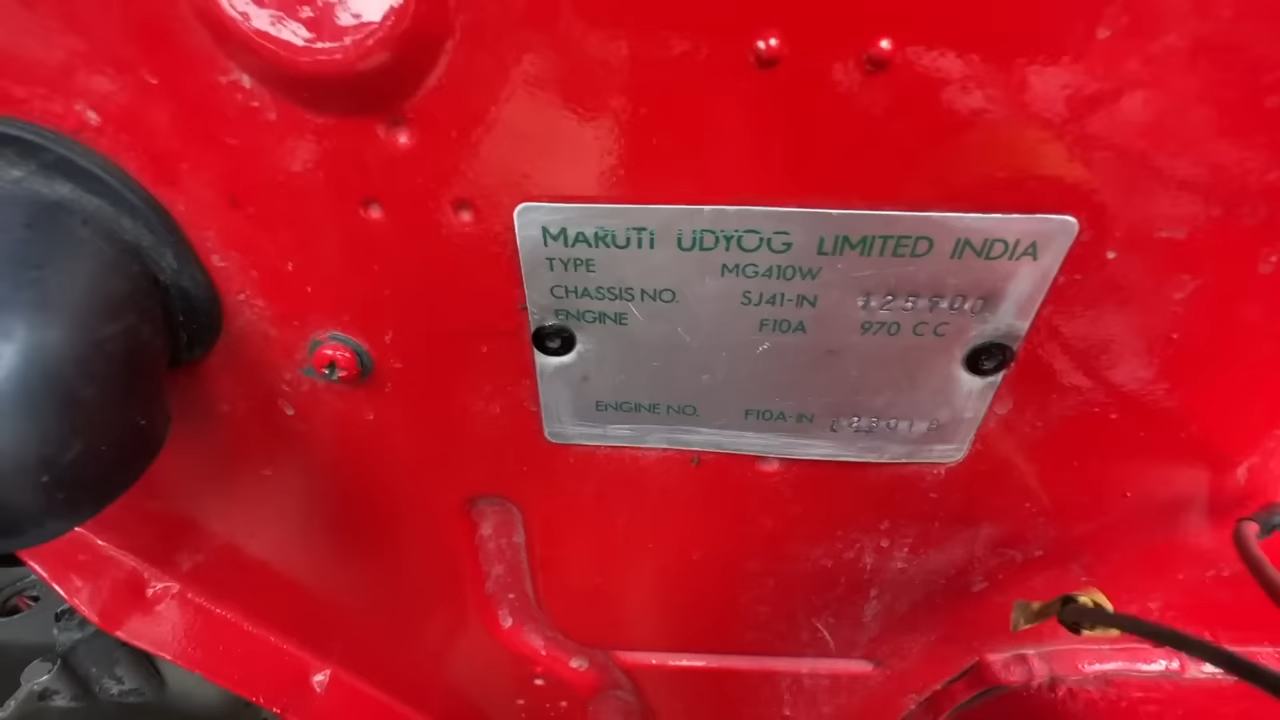 MARUTI UDYOG LIMITED INDIA
TYPE MG410W
CHASSIS NO. SJ41-IN
ENGINE F10A 970 CC
ENGINE NO. F10A-IN